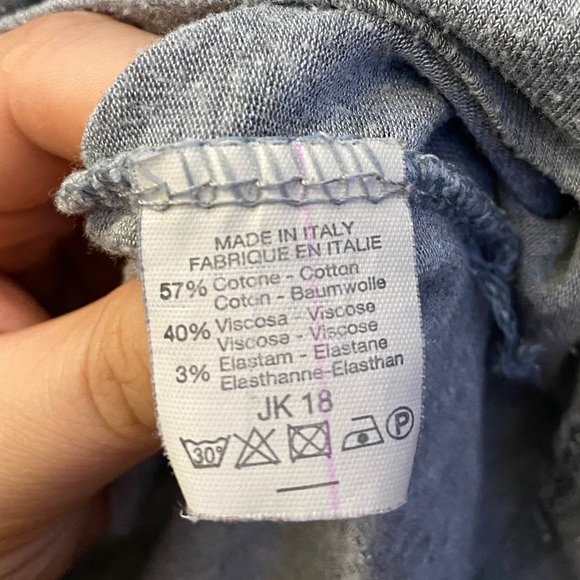 MADE IN ITALY
FABRIQUE EN ITALIE
57% Cotone - Cotton
Coton - Baumwolle
40% Viscosa - Viscose
Viscose - Viscose
3% Elastam - Elastane
Elasthanne-Elasthan
JK 18
30° P